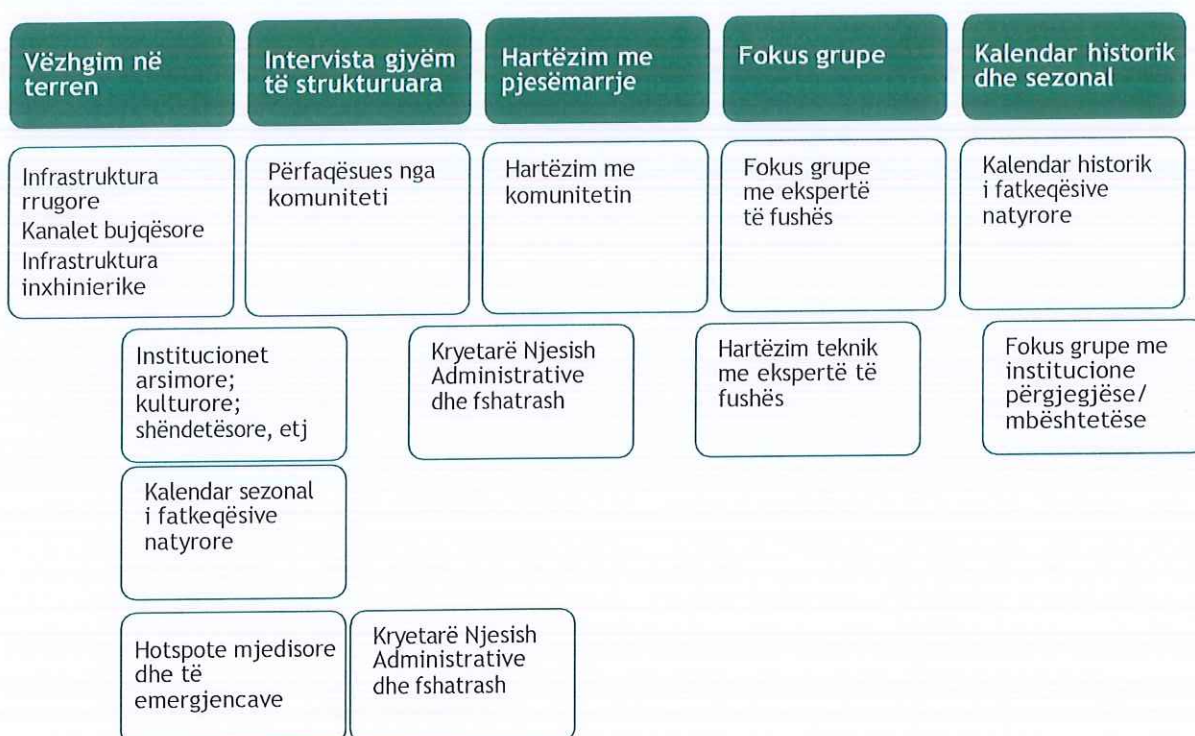 Vëzhgim në
terren
Intervista gjyëm
të strukturuara
Hartëzim me
pjesëmarrje
Fokus grupe
Kalendar historik
dhe sezonal
Infrastruktura
rrugore
Kanalet bujqësore
Infrastruktura
inxhinierike
Përfaqësues nga
komuniteti
Hartëzim me
komunitetin
Fokus grupe
me ekspertë
të fushës
Kalendar historik
i fatkeqësive
natyrore
Institucionet
arsimore;
kulturore;
shëndetësore, etj
Kryetarë Njesish
Administrative
dhe fshatrash
Hartëzim teknik
me ekspertë të
fushës
Fokus grupe me
institucione
përgjegjëse/
mbështetëse
Kalendar sezonal
i fatkeqësive
natyrore
Hotspote mjedisore
dhe të
emergjencave
Kryetarë Njesish
Administrative
dhe fshatrash